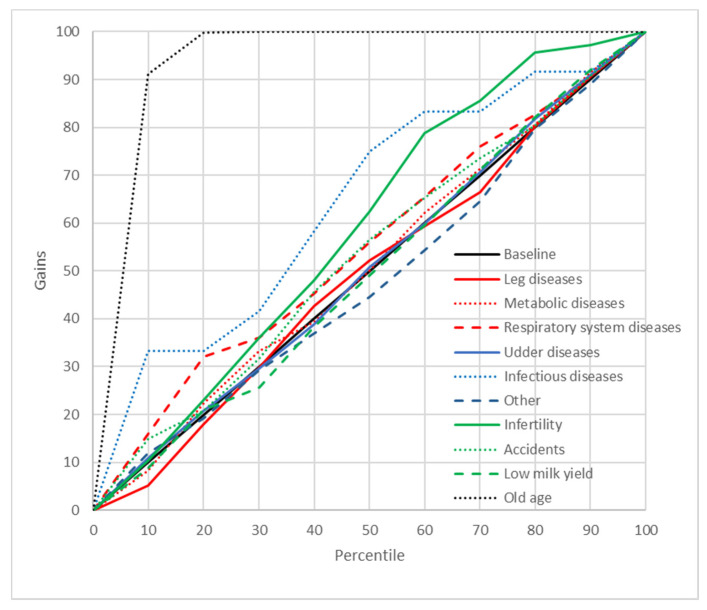 100
90
80
70
60
50
40
30
20
10
0
Gains
Baseline
Leg diseases
Metabolic diseases
Respiratory system diseases
Udder diseases
Infectious diseases
Other
Infertility
Accidents
Low milk yield
Old age
0 10 20 30 40 50 60 70 80 90 100
Percentile